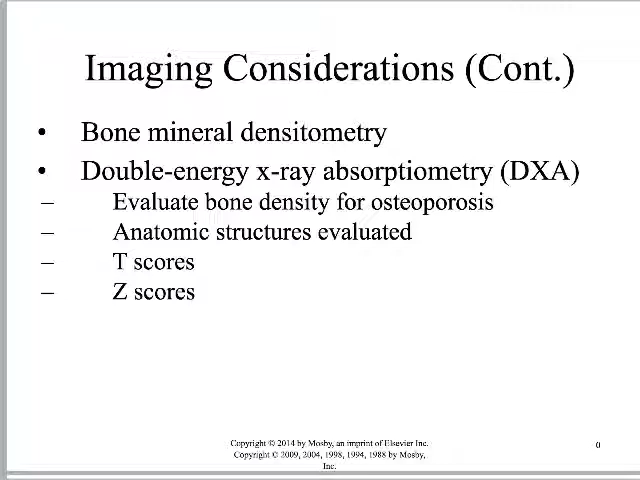 Imaging Considerations (Cont.)
• Bone mineral densitometry
• Double-energy x-ray absorptiometry (DXA)
– Evaluate bone density for osteoporosis
– Anatomic structures evaluated
– T scores
– Z scores
Copyright © 2014 by Mosby, an imprint of Elsevier Inc.
Copyright © 2009, 2004, 1998, 1994, 1988 by Mosby,
Inc.
0